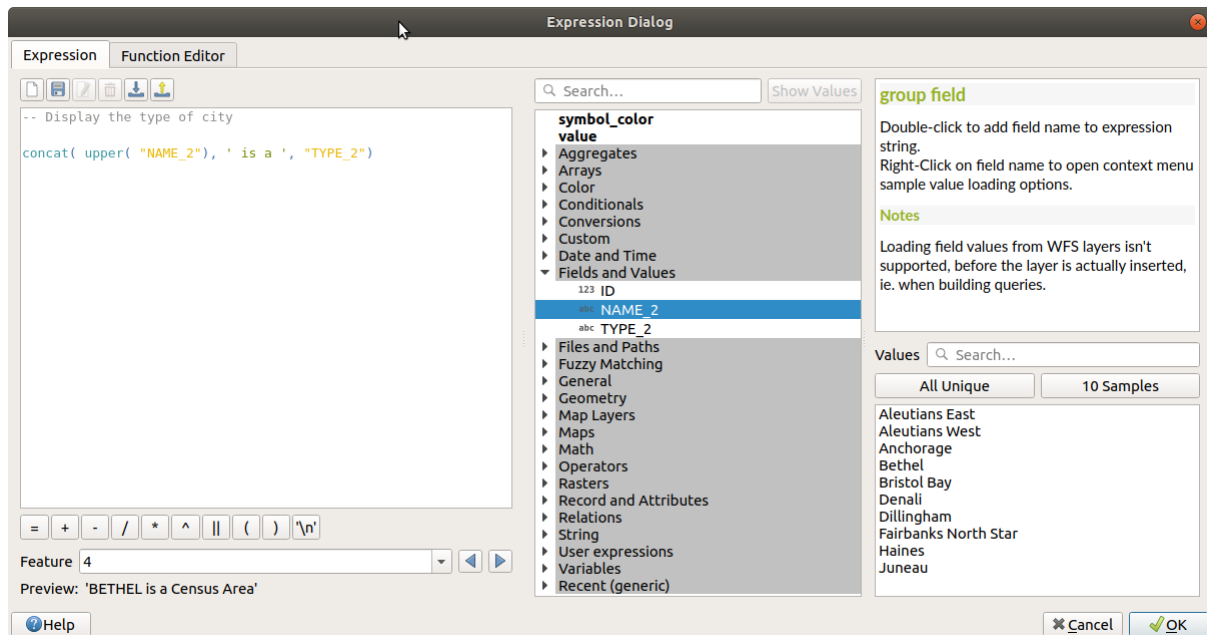 Expression Dialog
Expression
Function Editor
-- Display the type of city
concat( upper( "NAME_2"), ' is a ', "TYPE_2")
= + - / * ^ || ( ) '\n'
Feature 4
Preview: 'BETHEL is a Census Area'
Search...
Show Values
symbol_color
value
Aggregates
Arrays
Color
Conditionals
Conversions
Custom
Date and Time
Fields and Values
123 ID
abc NAME_2
abc TYPE_2
Files and Paths
Fuzzy Matching
General
Geometry
Map Layers
Maps
Math
Operators
Rasters
Record and Attributes
Relations
String
User expressions
Variables
Recent (generic)
group field
Double-click to add field name to expression
string.
Right-Click on field name to open context menu
sample value loading options.
Notes
Loading field values from WFS layers isn't
supported, before the layer is actually inserted,
ie. when building queries.
Values Search...
All Unique
10 Samples
Aleutians East
Aleutians West
Anchorage
Bethel
Bristol Bay
Denali
Dillingham
Fairbanks North Star
Haines
Juneau
Help
Cancel
OK